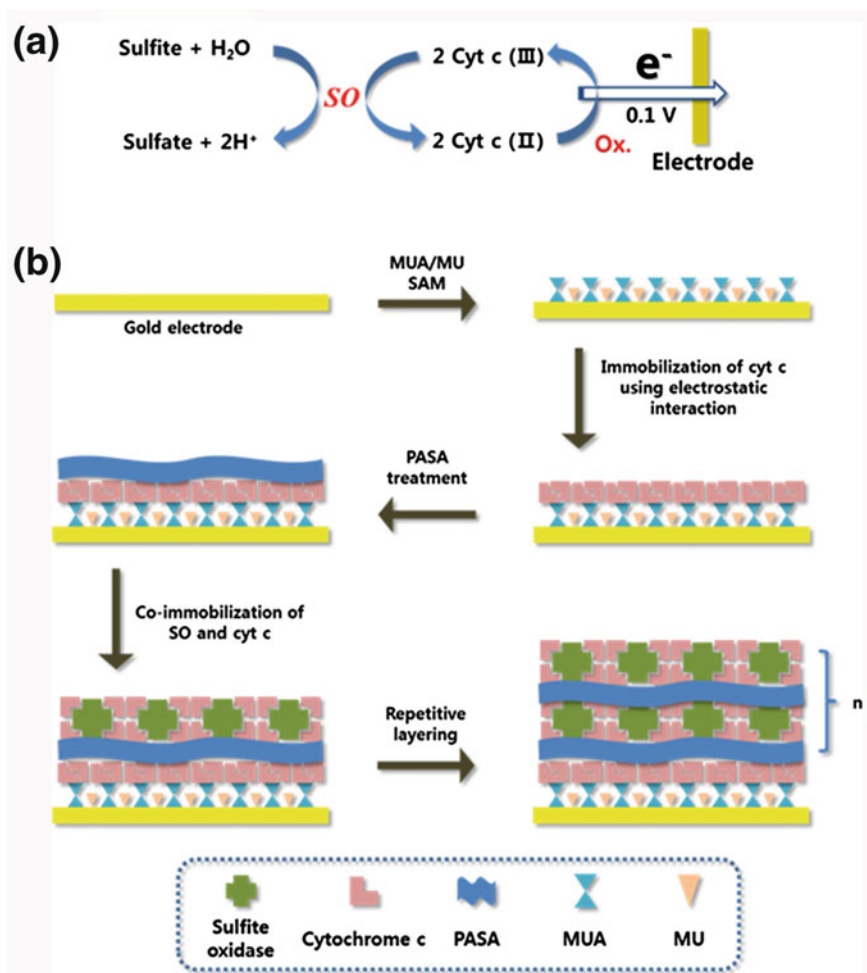 (a)
Sulfite + H₂O
SO
2 Cyt c (III)
e⁻
0.1 V
Sulfate + 2H⁺
2 Cyt c (II)
Ox.
Electrode
(b)
MUA/MU
SAM
Gold electrode
Immobilization of cyt c
using electrostatic
interaction
PASA
treatment
Co-immobilization of
SO and cyt c
Repetitive
layering
n
Sulfite
oxidase
Cytochrome c
PASA
MUA
MU